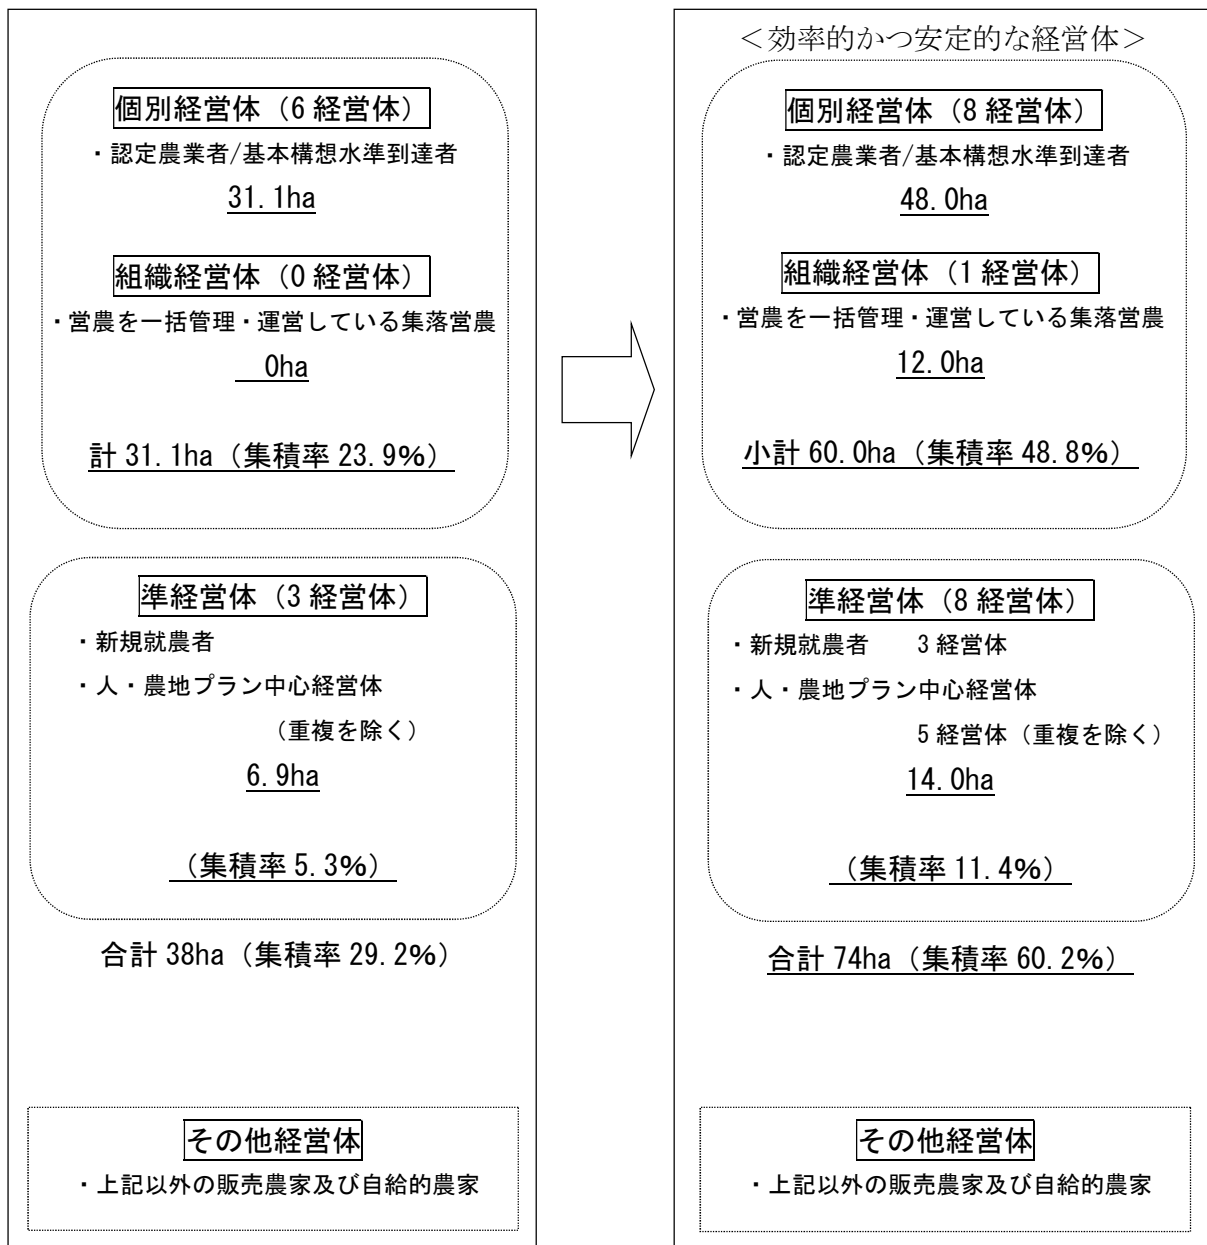 個別経営体（6 経営体）
・認定農業者/基本構想水準到達者
31.1ha
組織経営体（0 経営体）
・営農を一括管理・運営している集落営農
0ha
計 31.1ha（集積率 23.9%）
準経営体（3 経営体）
・新規就農者
・人・農地プラン中心経営体
（重複を除く）
6.9ha
（集積率 5.3%）
合計 38ha（集積率 29.2%）
その他経営体
・上記以外の販売農家及び自給的農家
＜効率的かつ安定的な経営体＞
個別経営体（8 経営体）
・認定農業者/基本構想水準到達者
48.0ha
組織経営体（1 経営体）
・営農を一括管理・運営している集落営農
12.0ha
小計 60.0ha（集積率 48.8%）
準経営体（8 経営体）
・新規就農者　3 経営体
・人・農地プラン中心経営体
5 経営体（重複を除く）
14.0ha
（集積率 11.4%）
合計 74ha（集積率 60.2%）
その他経営体
・上記以外の販売農家及び自給的農家